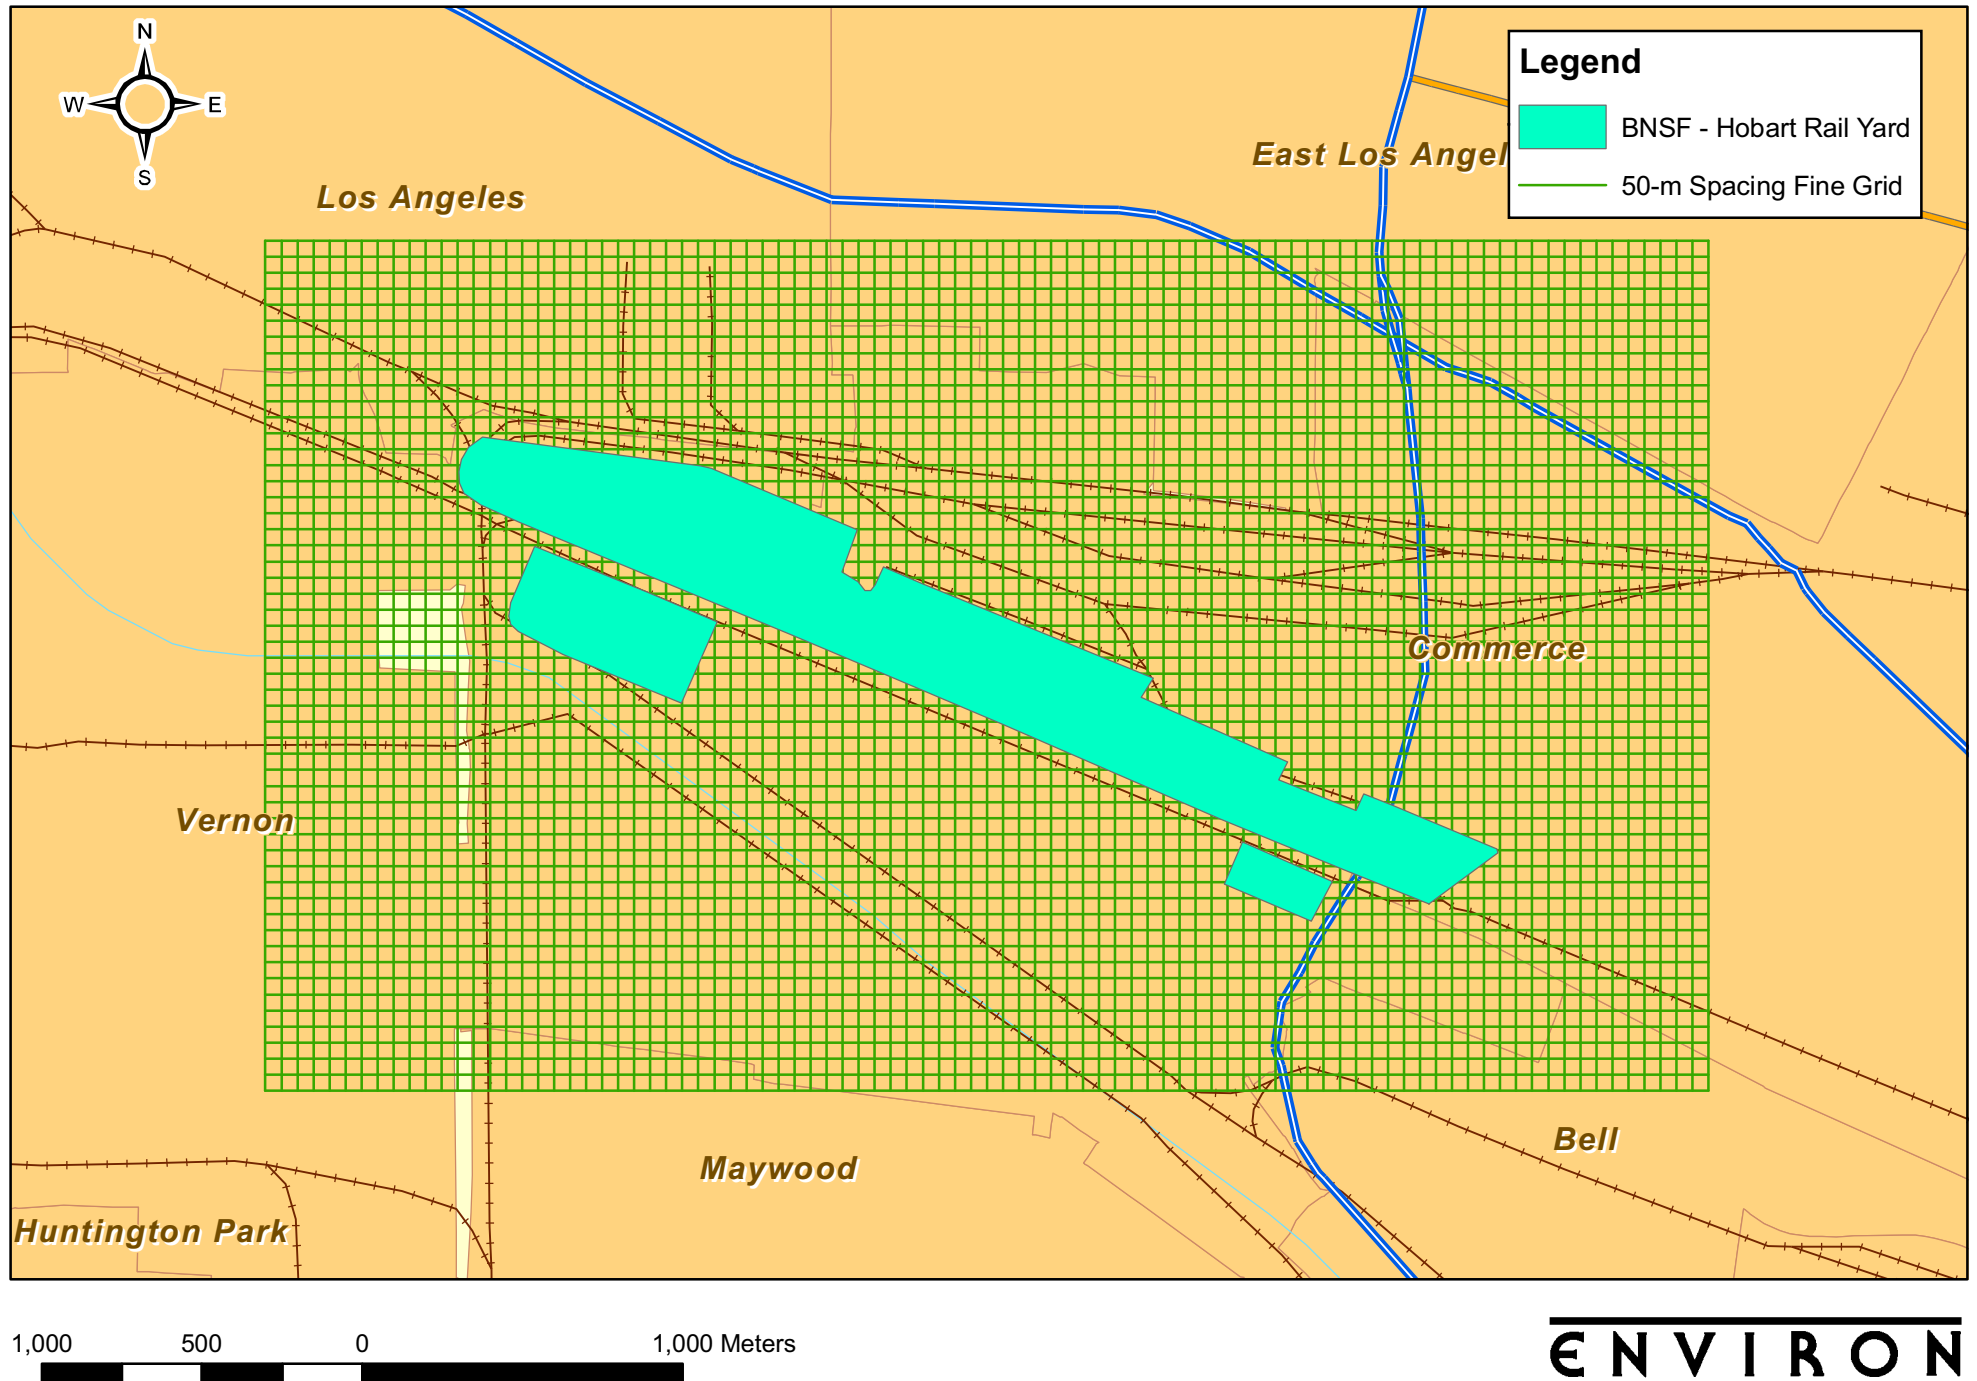 N
W E
S
Legend
BNSF - Hobart Rail Yard
50-m Spacing Fine Grid
East Los Angel
Los Angeles
Commerce
Vernon
Bell
Maywood
Huntington Park
1,000 500 0 1,000 Meters
ENVIRON